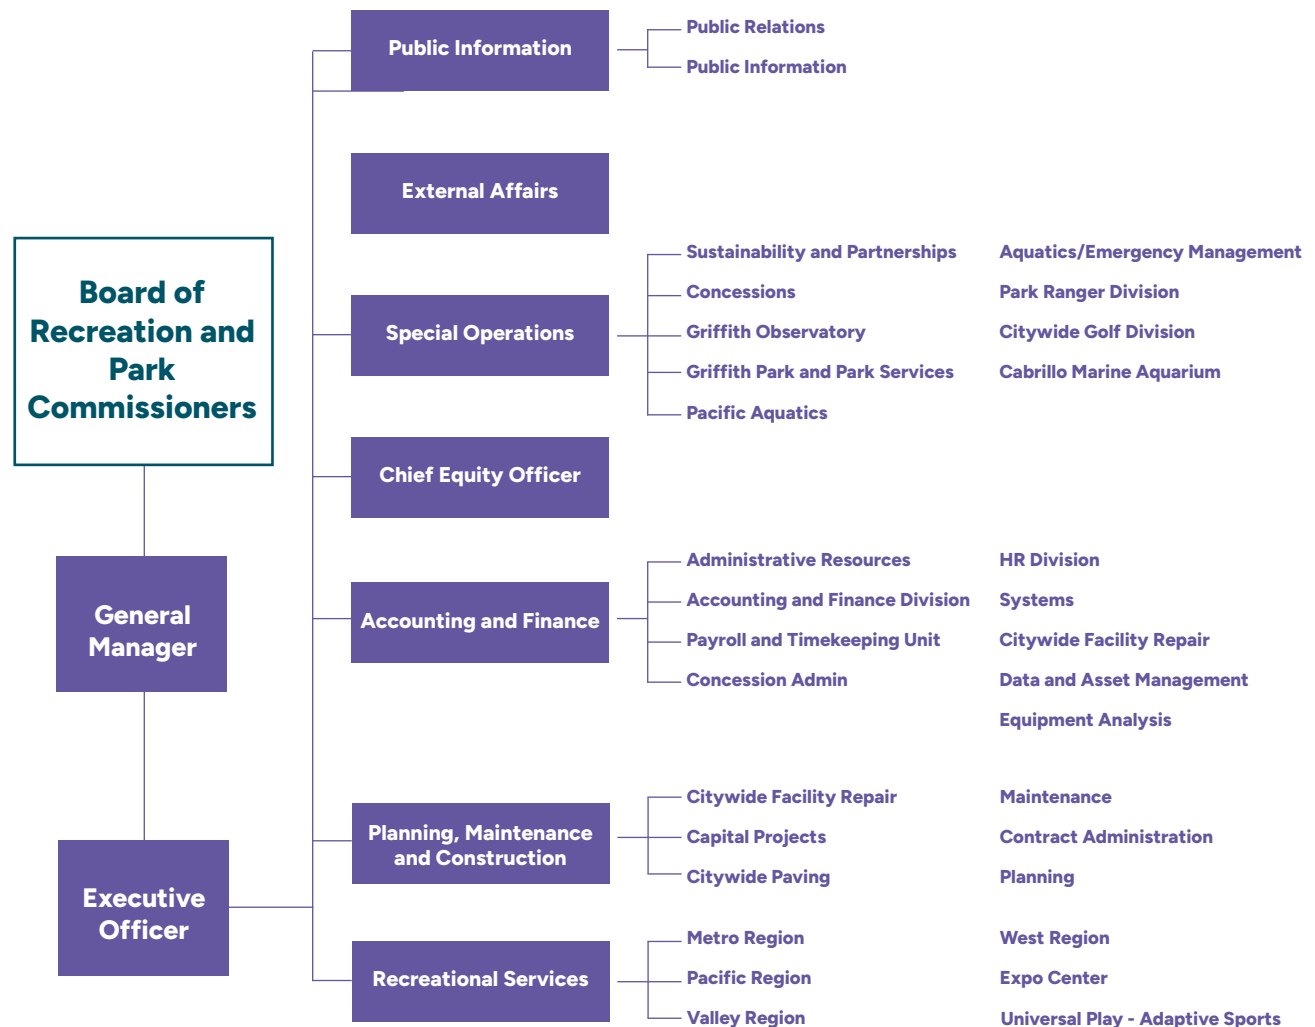 Board of
Recreation and
Park
Commissioners
General
Manager
Executive
Officer
Public Information
Public Relations
Public Information
External Affairs
Special Operations
Sustainability and Partnerships
Concessions
Griffith Observatory
Griffith Park and Park Services
Pacific Aquatics
Aquatics/Emergency Management
Park Ranger Division
Citywide Golf Division
Cabrillo Marine Aquarium
Chief Equity Officer
Accounting and Finance
Administrative Resources
Accounting and Finance Division
Payroll and Timekeeping Unit
Concession Admin
HR Division
Systems
Citywide Facility Repair
Data and Asset Management
Equipment Analysis
Planning, Maintenance
and Construction
Citywide Facility Repair
Capital Projects
Citywide Paving
Maintenance
Contract Administration
Planning
Recreational Services
Metro Region
Pacific Region
Valley Region
West Region
Expo Center
Universal Play - Adaptive Sports